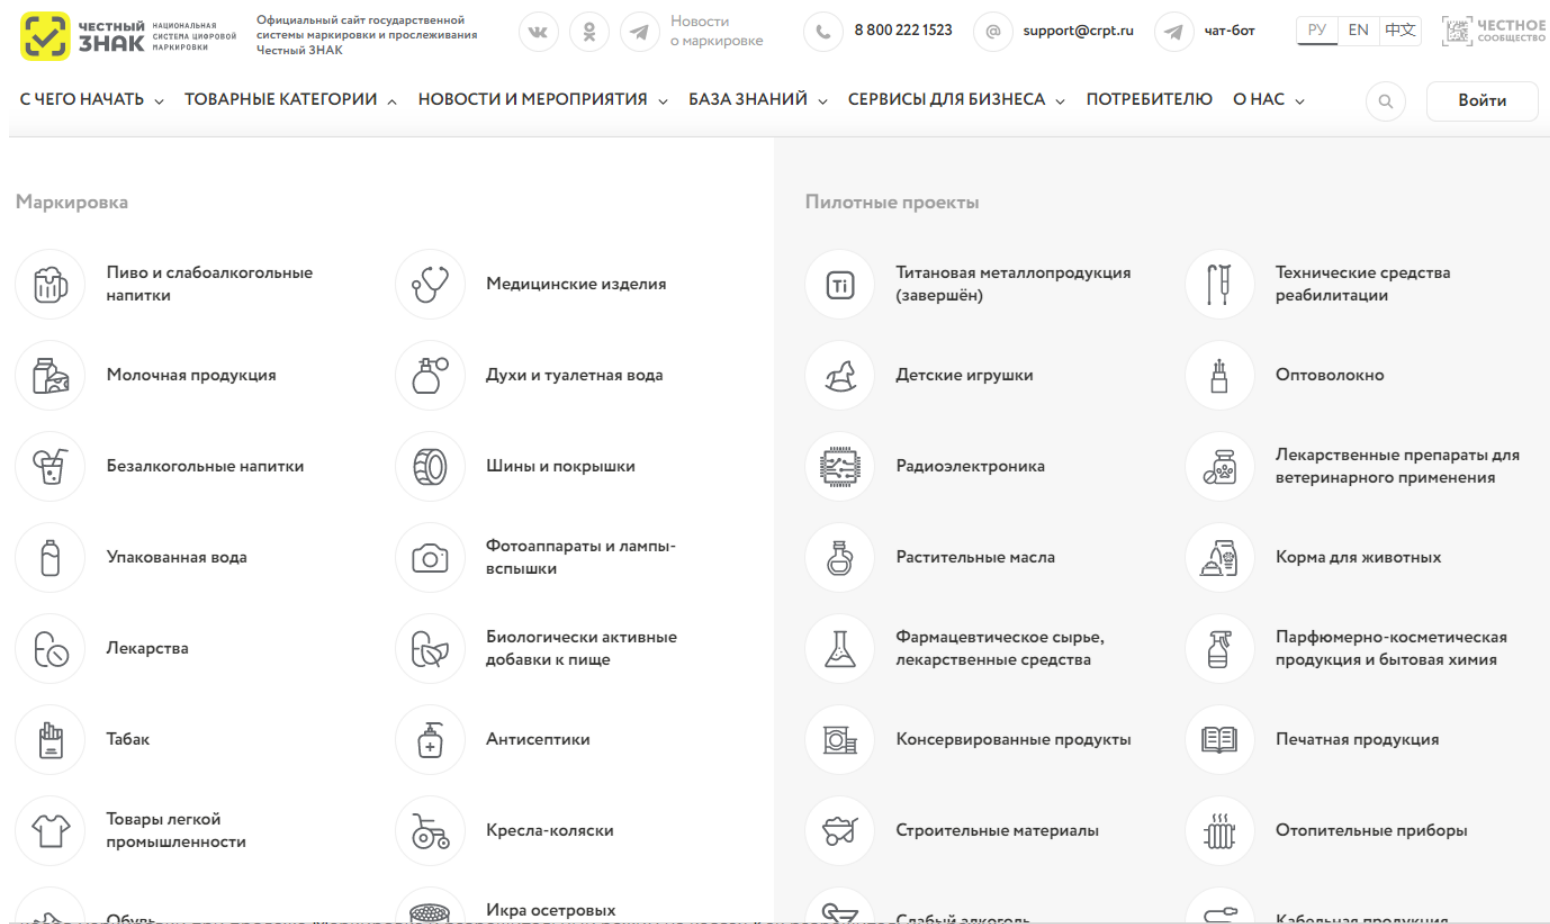 ЧЕСТНЫЙ
ЗНАК
НАЦИОНАЛЬНАЯ
СИСТЕМА ЦИФРОВОЙ
МАРКИРОВКИ
Официальный сайт государственной
системы маркировки и прослеживания
Честный ЗНАК
Новости
о маркировке
8 800 222 1523
@
support@crpt.ru
чат-бот
РУ
EN
中文
ЧЕСТНОЕ
СООБЩЕСТВО
С ЧЕГО НАЧАТЬ
ТОВАРНЫЕ КАТЕГОРИИ
НОВОСТИ И МЕРОПРИЯТИЯ
БАЗА ЗНАНИЙ
СЕРВИСЫ ДЛЯ БИЗНЕСА
ПОТРЕБИТЕЛЮ
О НАС
Войти
Маркировка
Пиво и слабоалкогольные
напитки
Молочная продукция
Безалкогольные напитки
Упакованная вода
Лекарства
Табак
Товары легкой
промышленности
Обувь
Медицинские изделия
Духи и туалетная вода
Шины и покрышки
Фотоаппараты и лампы-
вспышки
Биологически активные
добавки к пище
Антисептики
Кресла-коляски
Икра осетровых
Пилотные проекты
Ti
Титановая металлопродукция
(завершён)
Детские игрушки
Радиоэлектроника
Растительные масла
Фармацевтическое сырье,
лекарственные средства
Консервированные продукты
Строительные материалы
Слабый алкоголь
Технические средства
реабилитации
Оптоволокно
Лекарственные препараты для
ветеринарного применения
Корма для животных
Парфюмерно-косметическая
продукция и бытовая химия
Печатная продукция
Отопительные приборы
Кабельная продукция